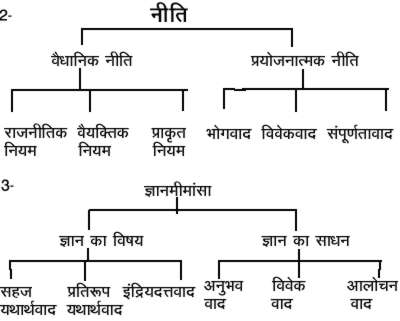 2-
नीति
वैधानिक नीति प्रयोजनात्मक नीति
राजनीतिक वैयक्तिक प्राकृत भोगवाद विवेकवाद संपूर्णतावाद
नियम नियम नियम
3-
ज्ञानमीमांसा
ज्ञान का विषय ज्ञान का साधन
सहज प्रतिरूप इंद्रियदत्तवाद अनुभव विवेक आलोचन
यथार्थवाद यथार्थवाद वाद वाद वाद